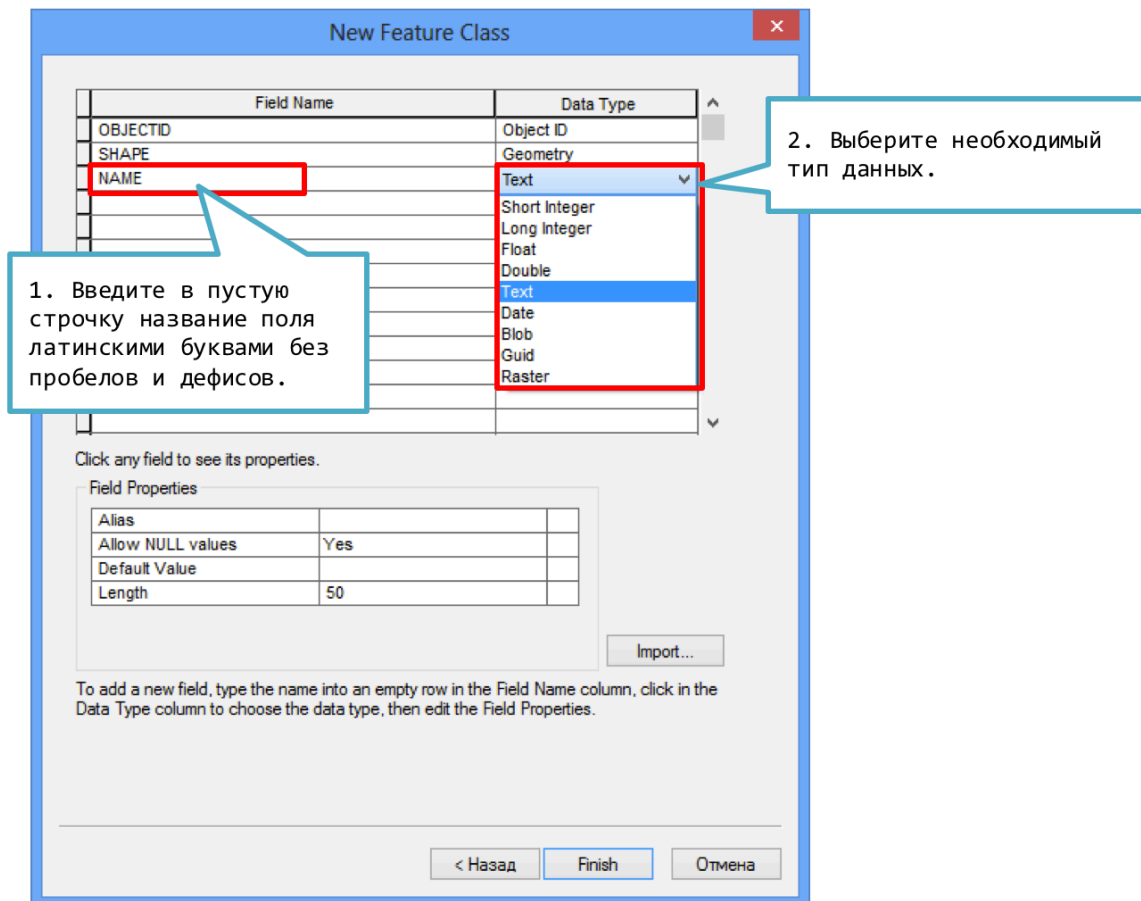 New Feature Class
Field Name Data Type
OBJECTID Object ID
SHAPE Geometry
NAME Text
Short Integer
Long Integer
Float
Double
Text
Date
Blob
Guid
Raster
2. Выберите необходимый
тип данных.
1. Введите в пустую
строчку название поля
латинскими буквами без
пробелов и дефисов.
Click any field to see its properties.
Field Properties
Alias
Allow NULL values Yes
Default Value
Length 50
Import...
To add a new field, type the name into an empty row in the Field Name column, click in the
Data Type column to choose the data type, then edit the Field Properties.
< Назад Finish Отмена